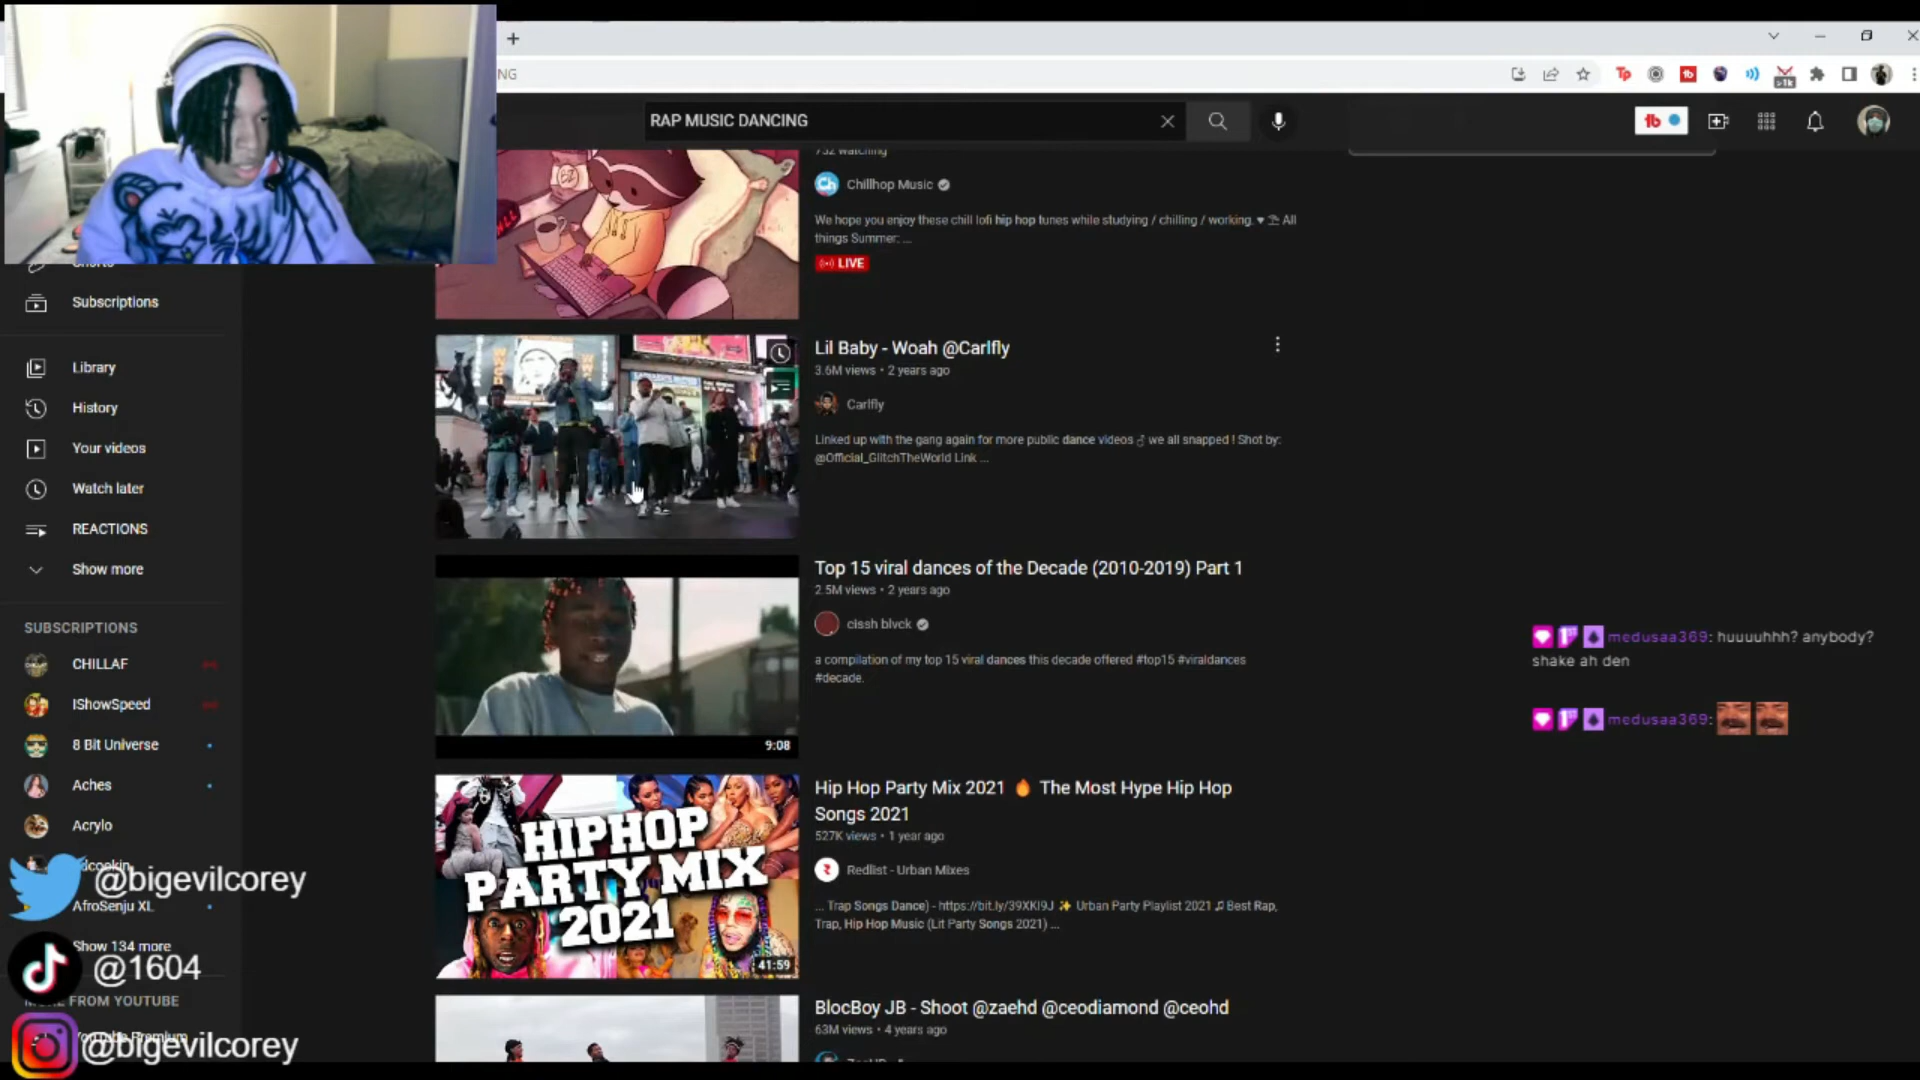 NG
RAP MUSIC DANCING
732 watching
Chillhop Music
We hope you enjoy these chill lofi hip hop tunes while studying / chilling / working. ♥ ⛱ All
things Summer: ...
LIVE
Shorts
Subscriptions
Library
History
Your videos
Watch later
REACTIONS
Show more
SUBSCRIPTIONS
CHILLAF
IShowSpeed
8 Bit Universe
Aches
Acrylo
AfroSenju XL
Show 134 more
MORE FROM YOUTUBE
YouTube Premium
@bigevilcorey
@1604
@bigevilcorey
Lil Baby - Woah @Carlfly
3.6M views • 2 years ago
Carlfly
Linked up with the gang again for more public dance videos we all snapped ! Shot by:
@Official_GlitchTheWorld Link ...
9:08
Top 15 viral dances of the Decade (2010-2019) Part 1
2.5M views • 2 years ago
cissh blvck
a compilation of my top 15 viral dances this decade offered #top15 #viraldances
#decade.
HIPHOP
PARTY MIX
2021
41:59
Hip Hop Party Mix 2021 🔥 The Most Hype Hip Hop
Songs 2021
527K views • 1 year ago
Redlist - Urban Mixes
... Trap Songs Dance) - https://bit.ly/39XKI9J ✨ Urban Party Playlist 2021 ♫ Best Rap,
Trap, Hip Hop Music (Lit Party Songs 2021) ...
BlocBoy JB - Shoot @zaehd @ceodiamond @ceohd
63M views • 4 years ago
medusaa369: huuuuhhh? anybody?
shake ah den
medusaa369: